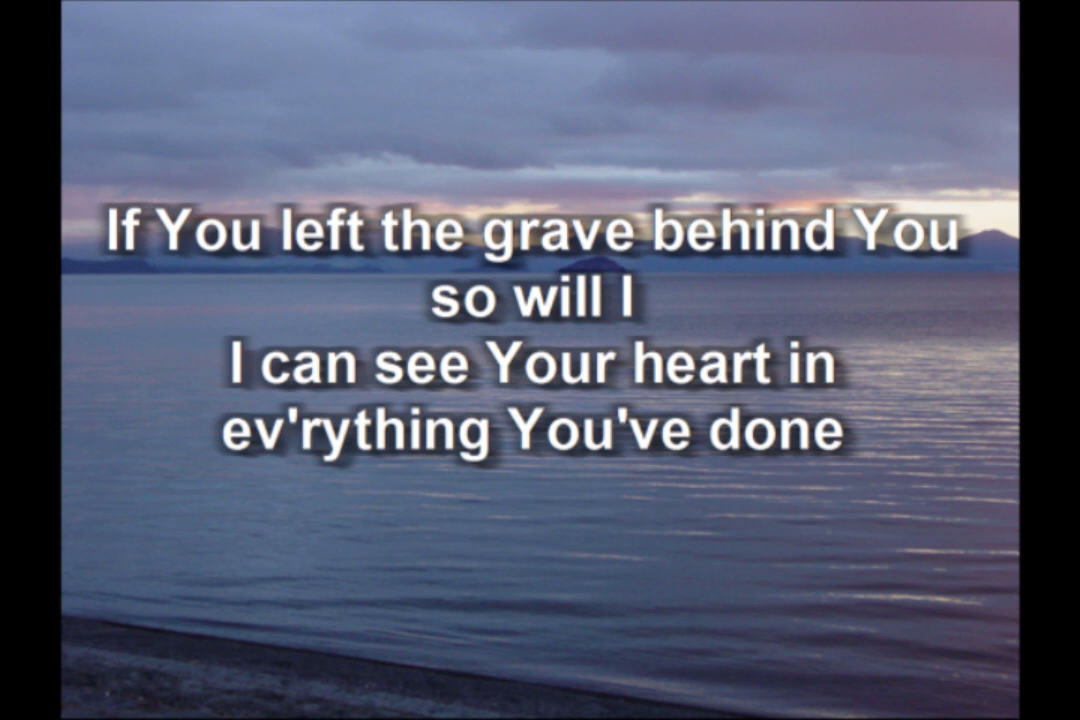 If You left the grave behind You
so will I
I can see Your heart in
ev'rything You've done